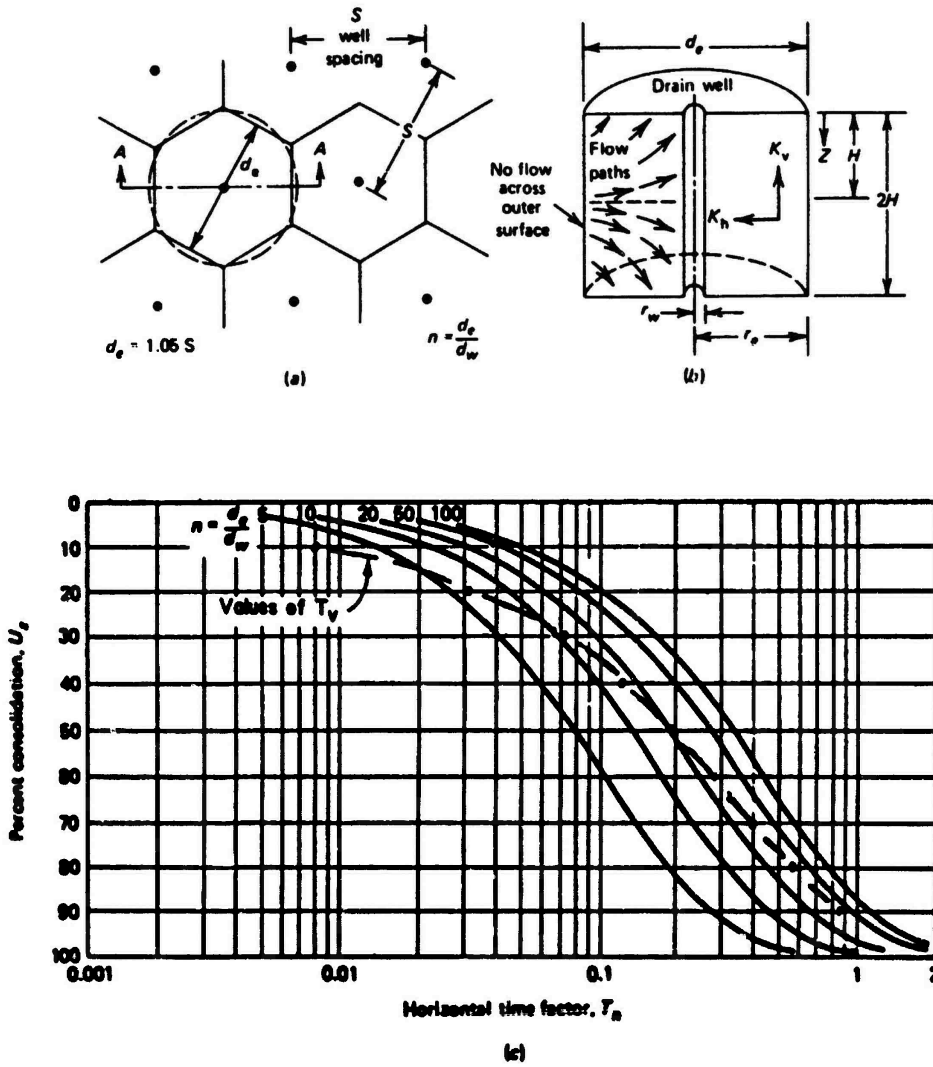 S
well
spacing
S
A
A
d_e
d_e = 1.05 S
n = d_e/d_w
(a)
d_e
Drain well
Flow
paths
No flow
across
outer
surface
K_v
K_h
Z
H
2H
r_w
r_e
(b)
n = d_e/d_w
5 10 20 50 100
Values of T_v
Percent consolidation, U_z
0
10
20
30
40
50
60
70
80
90
100
0.001 0.01 0.1 1 2
Horizontal time factor, T_h
(c)